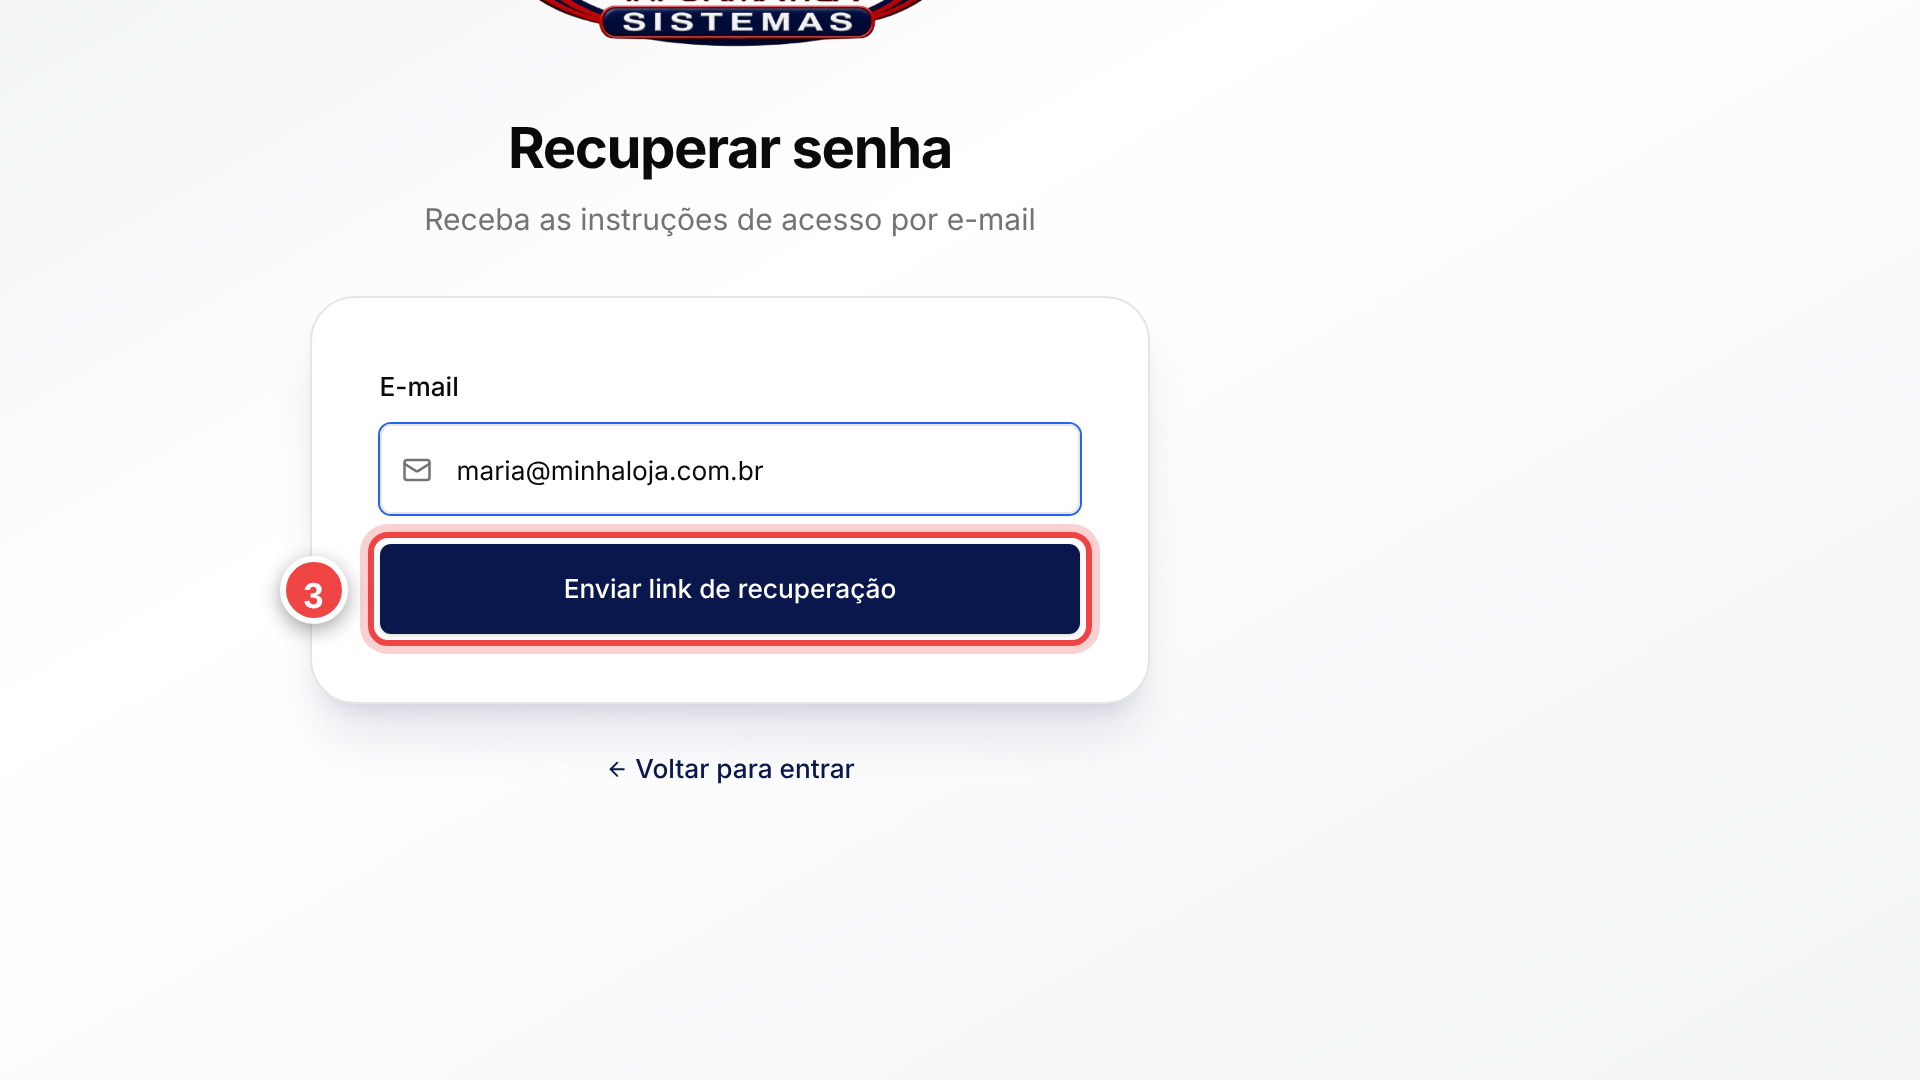 SISTEMAS
Recuperar senha
Receba as instruções de acesso por e-mail
E-mail
maria@minhaloja.com.br
3
Enviar link de recuperação
← Voltar para entrar